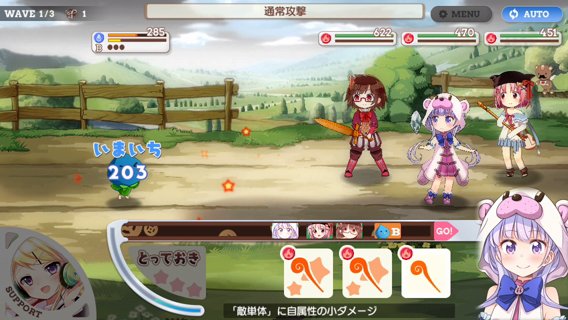 WAVE 1/3 1
通常攻撃
MENU
AUTO
285
B
622
470
451
いまいち
203
B
GO!
とっておき
SUPPORT
「敵単体」に自属性の小ダメージ